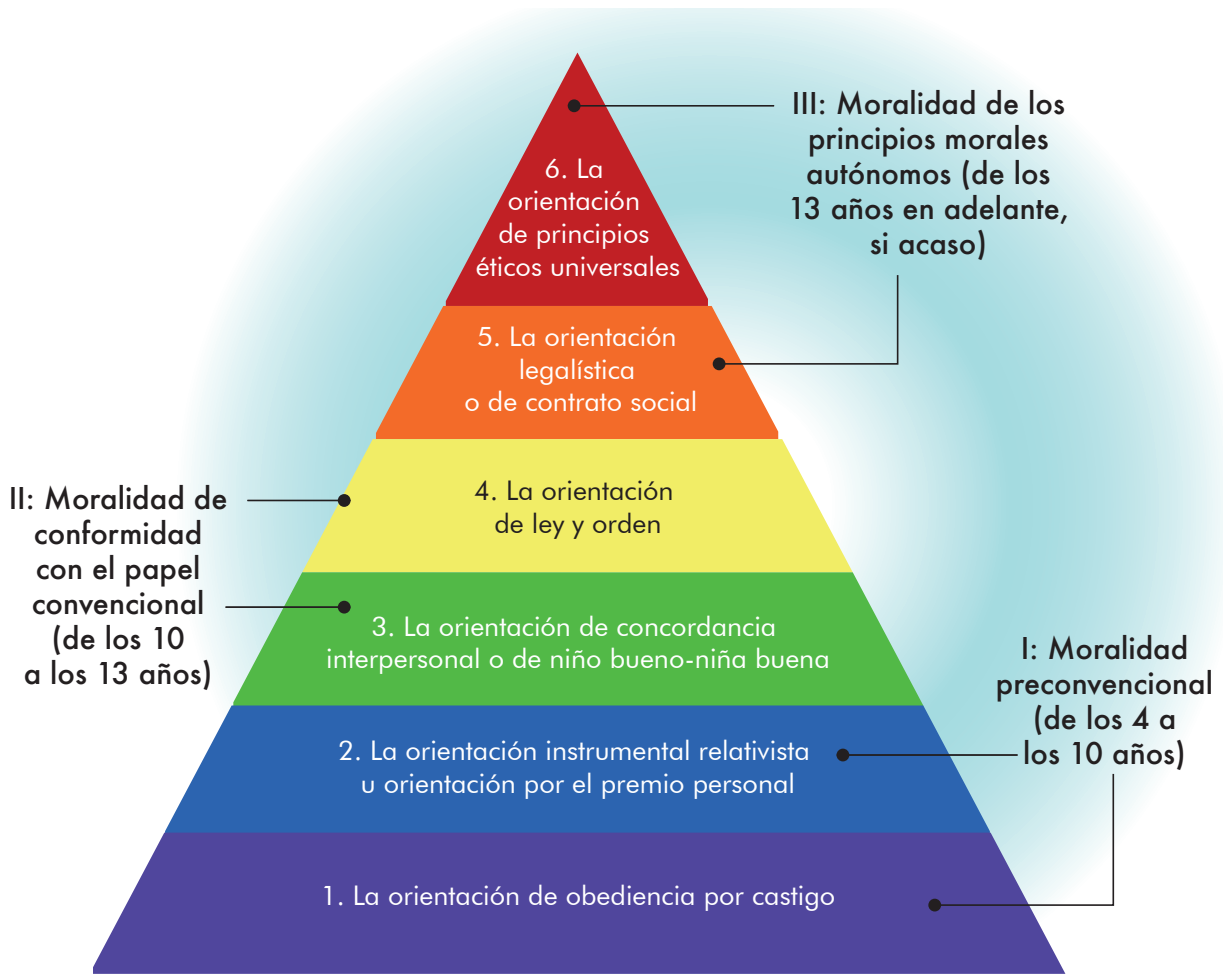 III: Moralidad de los
principios morales
autónomos (de los
13 años en adelante,
si acaso)
6. La
orientación
de principios
éticos universales
5. La orientación
legalística
o de contrato social
4. La orientación
de ley y orden
II: Moralidad de
conformidad
con el papel
convencional
(de los 10
a los 13 años)
3. La orientación de concordancia
interpersonal o de niño bueno-niña buena
I: Moralidad
preconvencional
(de los 4 a
los 10 años)
2. La orientación instrumental relativista
u orientación por el premio personal
1. La orientación de obediencia por castigo